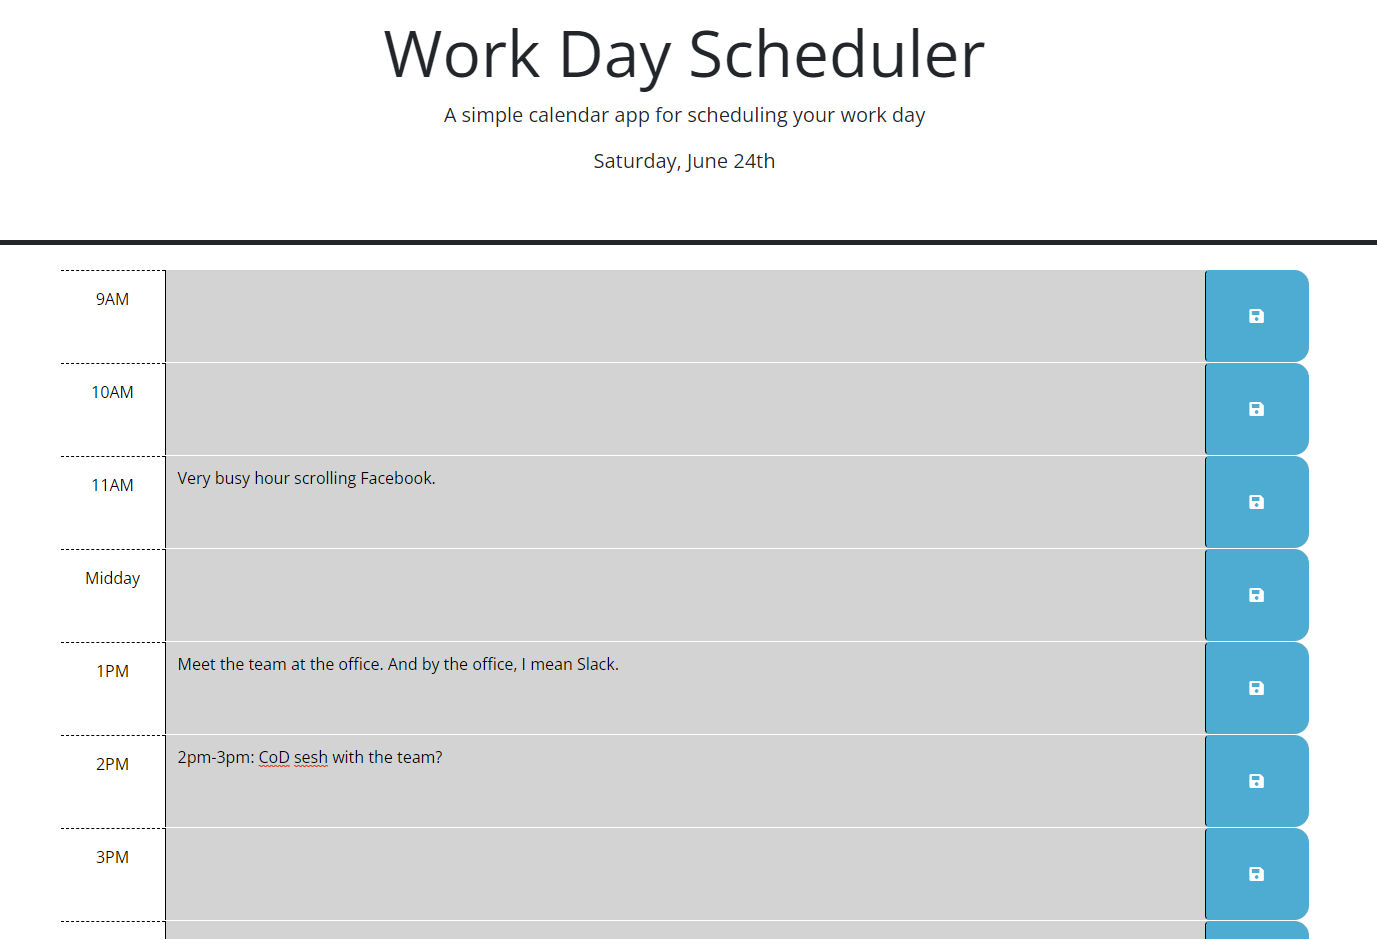 Work Day Scheduler
A simple calendar app for scheduling your work day
Saturday, June 24th
9AM
10AM
11AM
Very busy hour scrolling Facebook.
Midday
1PM
Meet the team at the office. And by the office, I mean Slack.
2PM
2pm-3pm: CoD sesh with the team?
3PM